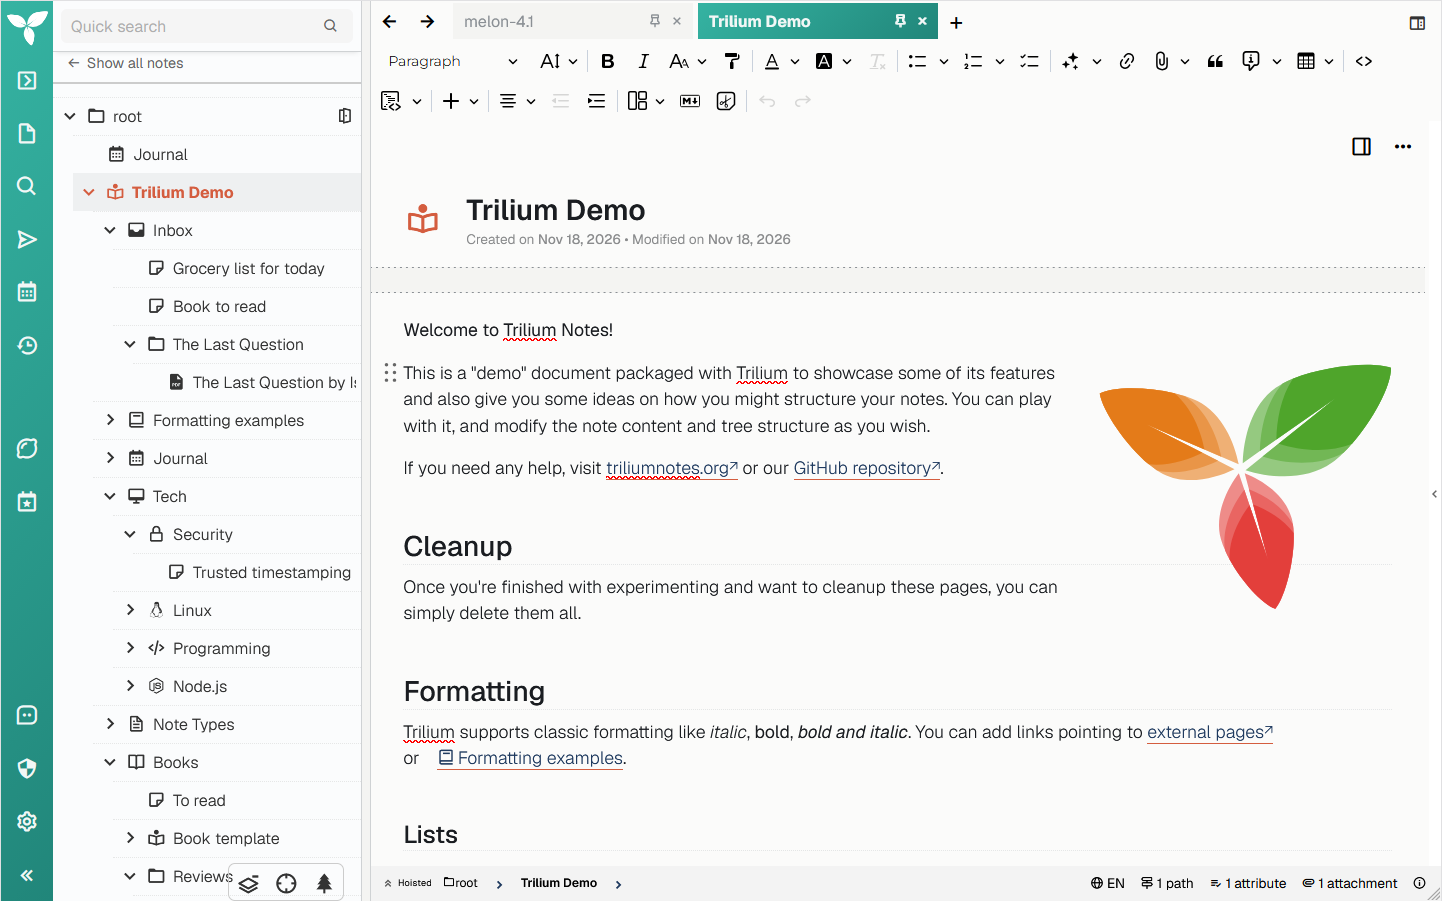 Quick search
Show all notes
root
Journal
Trilium Demo
Inbox
Grocery list for today
Book to read
The Last Question
The Last Question by Is
Formatting examples
Journal
Tech
Security
Trusted timestamping
Linux
Programming
Node.js
Note Types
Books
To read
Book template
Reviews
melon-4.1
Trilium Demo
Paragraph
Trilium Demo
Created on Nov 18, 2026 • Modified on Nov 18, 2026
Welcome to Trilium Notes!
This is a "demo" document packaged with Trilium to showcase some of its features
and also give you some ideas on how you might structure your notes. You can play
with it, and modify the note content and tree structure as you wish.
If you need any help, visit triliumnotes.org or our GitHub repository.
Cleanup
Once you're finished with experimenting and want to cleanup these pages, you can
simply delete them all.
Formatting
Trilium supports classic formatting like italic, bold, bold and italic. You can add links pointing to external pages
or Formatting examples.
Lists
Hoisted root Trilium Demo
EN 1 path 1 attribute 1 attachment